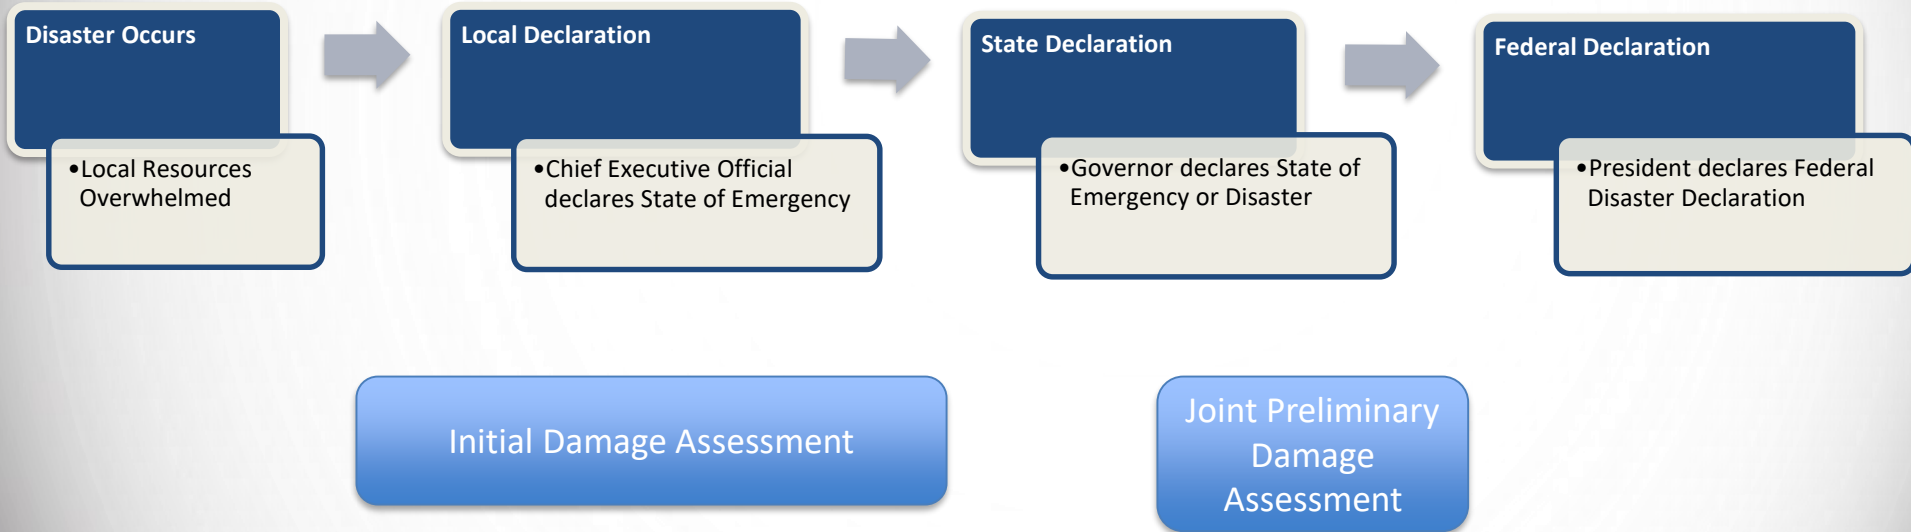 Disaster Occurs
•Local Resources
Overwhelmed
Local Declaration
•Chief Executive Official
declares State of Emergency
State Declaration
•Governor declares State of
Emergency or Disaster
Federal Declaration
•President declares Federal
Disaster Declaration
Initial Damage Assessment
Joint Preliminary
Damage
Assessment